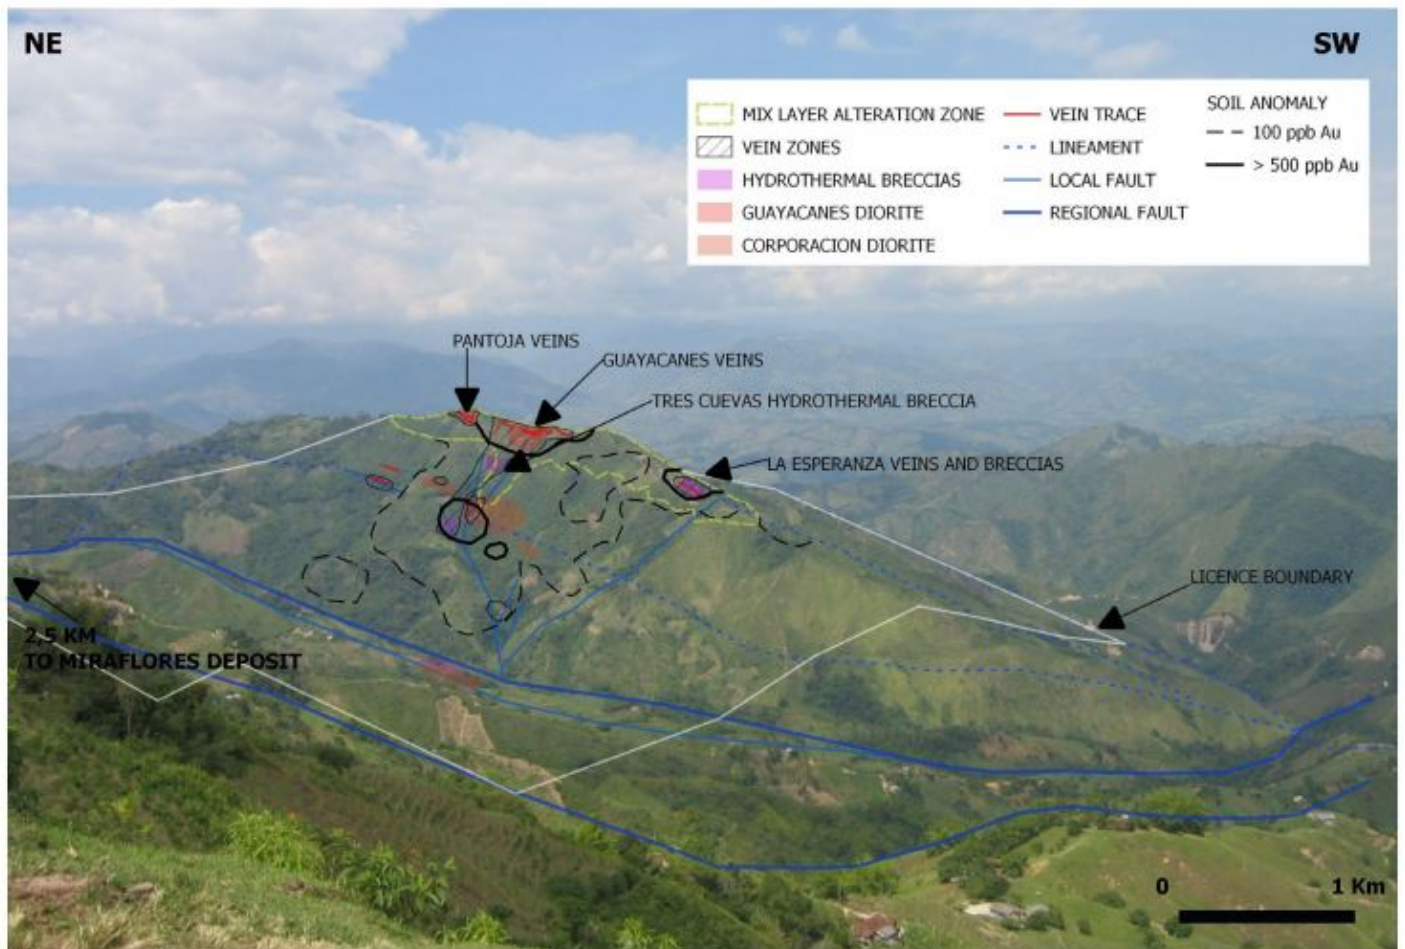 NE
SW
MIX LAYER ALTERATION ZONE
VEIN ZONES
HYDROTHERMAL BRECCIAS
GUAYACANES DIORITE
CORPORACION DIORITE
VEIN TRACE
LINEAMENT
LOCAL FAULT
REGIONAL FAULT
SOIL ANOMALY
100 ppb Au
> 500 ppb Au
PANTOJA VEINS
GUAYACANES VEINS
TRES CUEVAS HYDROTHERMAL BRECCIA
LA ESPERANZA VEINS AND BRECCIAS
LICENCE BOUNDARY
2,5 KM
TO MIRAFLORES DEPOSIT
0 1 Km